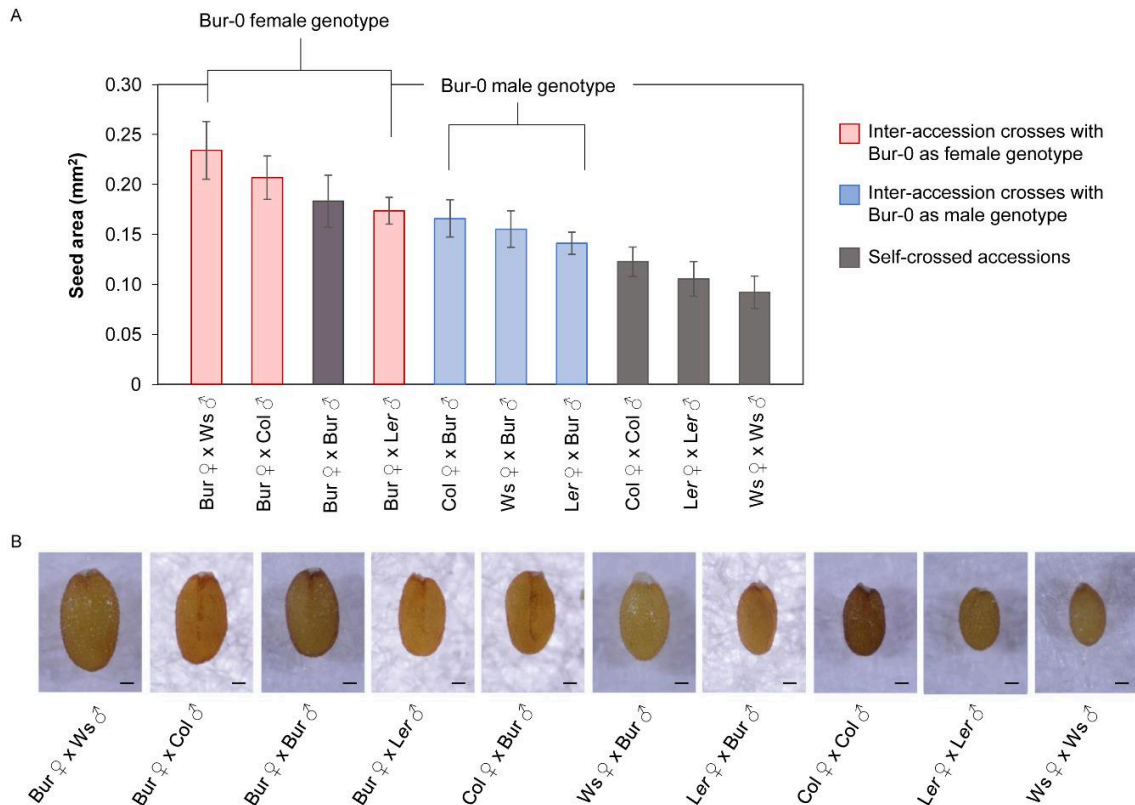 A
Bur-0 female genotype
Bur-0 male genotype
0.30
0.25
0.20
0.15
0.10
0.05
0
Seed area (mm²)
Bur ♀ x Ws ♂
Bur ♀ x Col ♂
Bur ♀ x Bur ♂
Bur ♀ x Ler ♂
Col ♀ x Bur ♂
Ws ♀ x Bur ♂
Ler ♀ x Bur ♂
Col ♀ x Col ♂
Ler ♀ x Ler ♂
Ws ♀ x Ws ♂
Inter-accession crosses with
Bur-0 as female genotype
Inter-accession crosses with
Bur-0 as male genotype
Self-crossed accessions
B
Bur ♀ x Ws ♂
Bur ♀ x Col ♂
Bur ♀ x Bur ♂
Bur ♀ x Ler ♂
Col ♀ x Bur ♂
Ws ♀ x Bur ♂
Ler ♀ x Bur ♂
Col ♀ x Col ♂
Ler ♀ x Ler ♂
Ws ♀ x Ws ♂